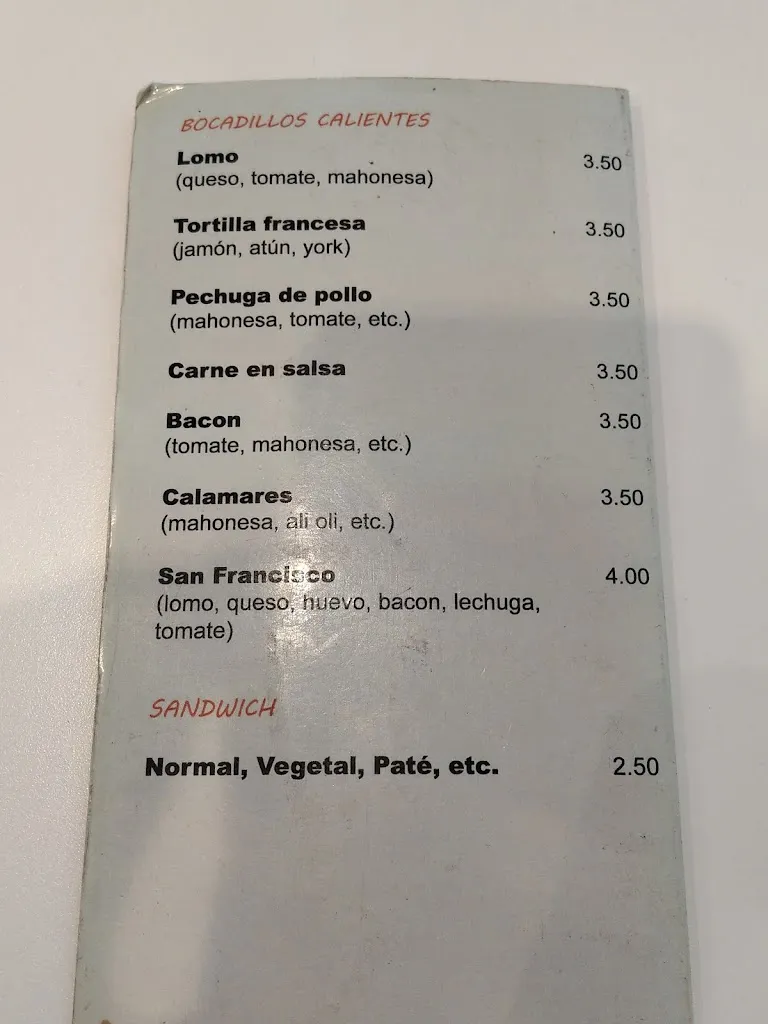 BOCADILLOS CALIENTES
Lomo 3.50
(queso, tomate, mahonesa)
Tortilla francesa 3.50
(jamón, atún, york)
Pechuga de pollo 3.50
(mahonesa, tomate, etc.)
Carne en salsa 3.50
Bacon 3.50
(tomate, mahonesa, etc.)
Calamares 3.50
(mahonesa, ali oli, etc.)
San Francisco 4.00
(lomo, queso, huevo, bacon, lechuga,
tomate)
SANDWICH
Normal, Vegetal, Paté, etc. 2.50